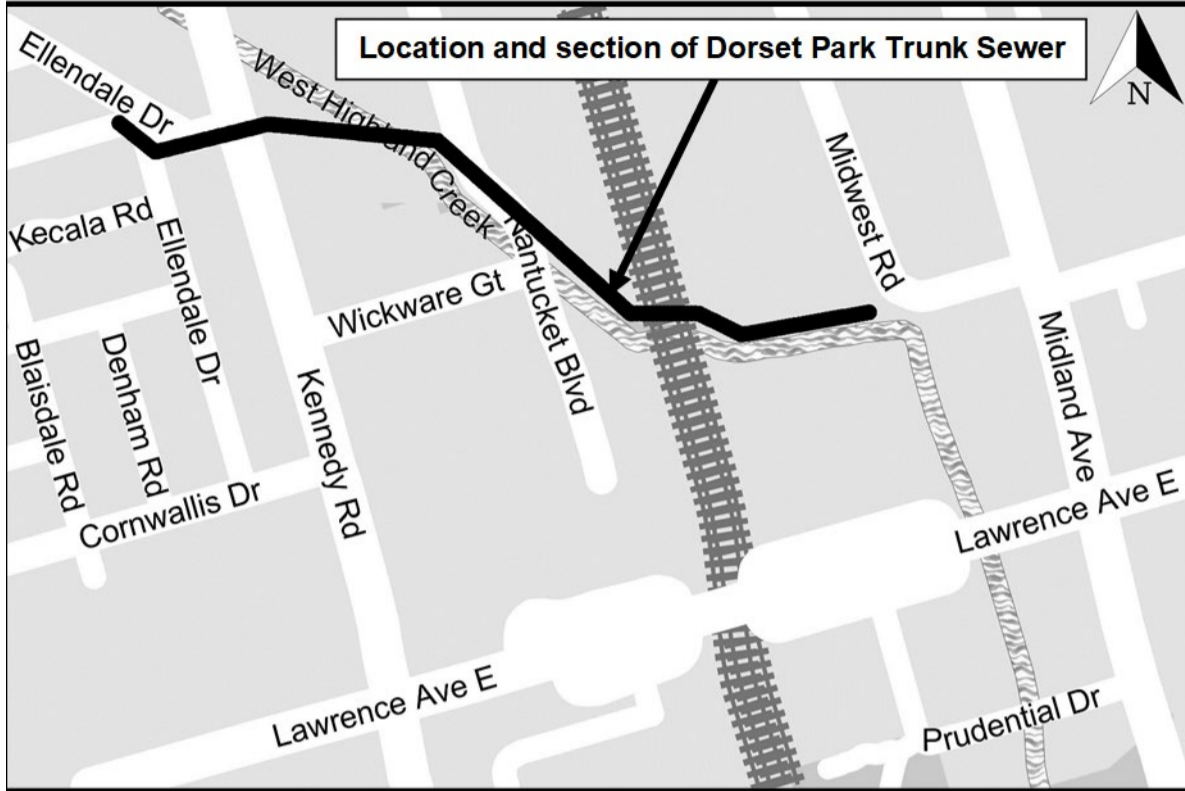 Location and section of Dorset Park Trunk Sewer
N
Ellendale Dr
West Highland Creek
Midwest Rd
Kecala Rd
Ellendale Dr
Nantucket Blvd
Wickware Gt
Blaisdale Rd
Denham Rd
Kennedy Rd
Midland Ave
Cornwallis Dr
Lawrence Ave E
Lawrence Ave E
Prudential Dr